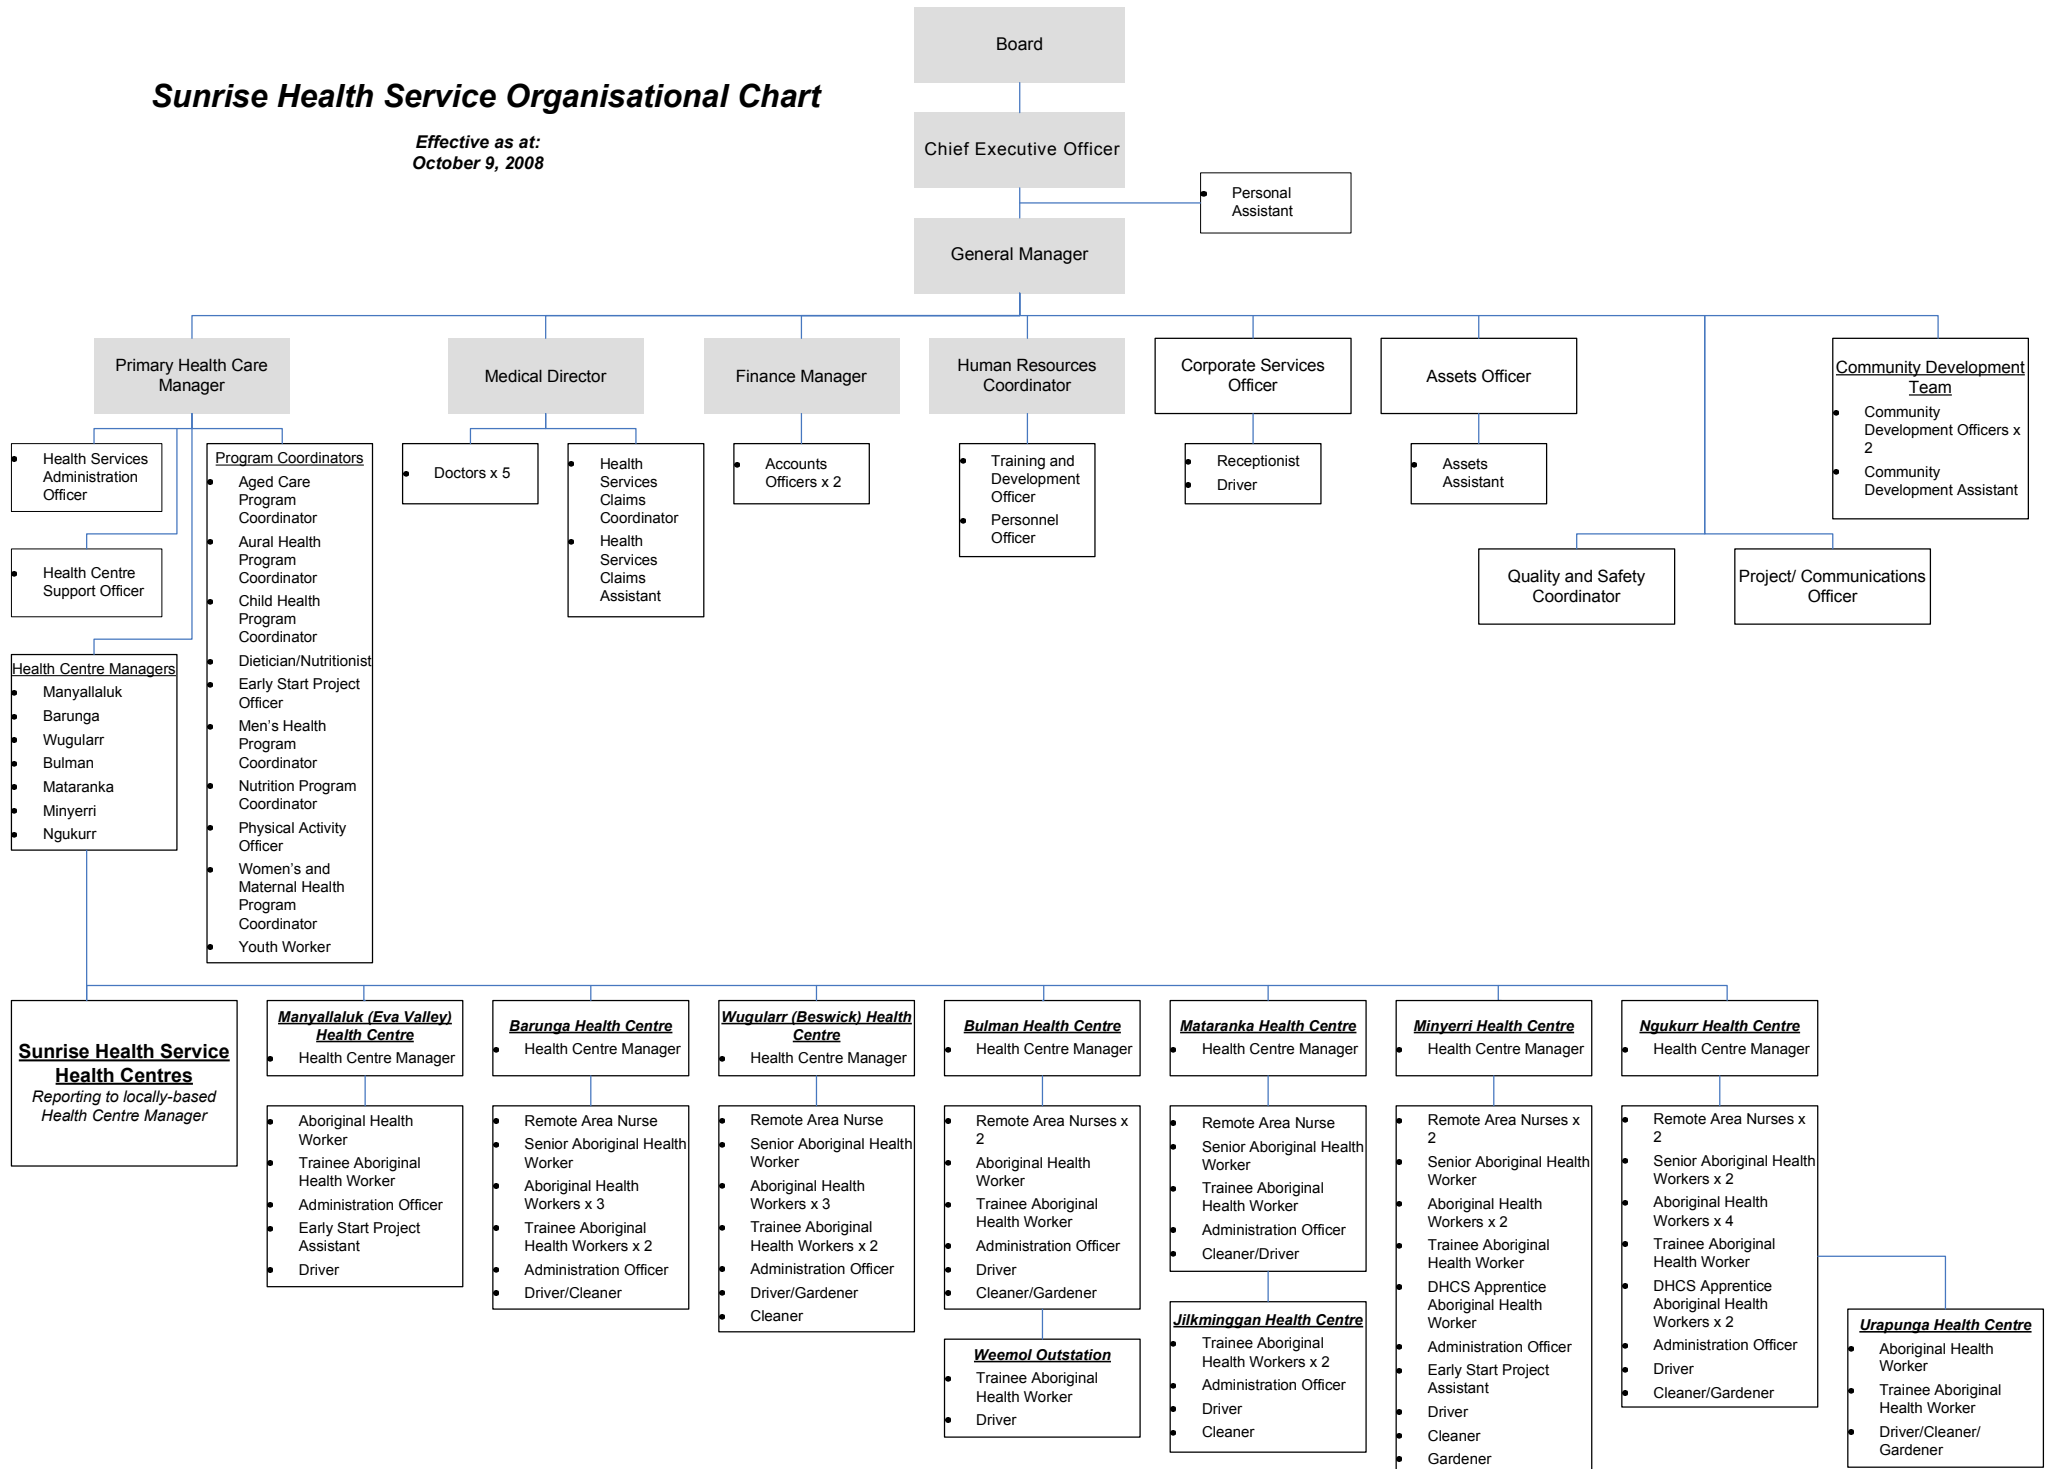 Board
Sunrise Health Service Organisational Chart
Effective as at:
October 9, 2008
Chief Executive Officer
• Personal
Assistant
General Manager
Primary Health Care
Manager
Medical Director
Finance Manager
Human Resources
Coordinator
Corporate Services
Officer
Assets Officer
Community Development
Team
• Community
Development Officers x
2
• Community
Development Assistant
• Health Services
Administration
Officer
• Health Centre
Support Officer
Health Centre Managers
• Manyallaluk
• Barunga
• Wugularr
• Bulman
• Mataranka
• Minyerri
• Ngukurr
Program Coordinators
• Aged Care
Program
Coordinator
• Aural Health
Program
Coordinator
• Child Health
Program
Coordinator
• Dietician/Nutritionist
• Early Start Project
Officer
• Men's Health
Program
Coordinator
• Nutrition Program
Coordinator
• Physical Activity
Officer
• Women's and
Maternal Health
Program
Coordinator
• Youth Worker
• Doctors x 5
• Health
Services
Claims
Coordinator
• Health
Services
Claims
Assistant
• Accounts
Officers x 2
• Training and
Development
Officer
• Personnel
Officer
• Receptionist
• Driver
• Assets
Assistant
Quality and Safety
Coordinator
Project/ Communications
Officer
Sunrise Health Service
Health Centres
Reporting to locally-based
Health Centre Manager
Manyallaluk (Eva Valley)
Health Centre
• Health Centre Manager
• Aboriginal Health
Worker
• Trainee Aboriginal
Health Worker
• Administration Officer
• Early Start Project
Assistant
• Driver
Barunga Health Centre
• Health Centre Manager
• Remote Area Nurse
• Senior Aboriginal Health
Worker
• Aboriginal Health
Workers x 3
• Trainee Aboriginal
Health Workers x 2
• Administration Officer
• Driver/Cleaner
Wugularr (Beswick) Health
Centre
• Health Centre Manager
• Remote Area Nurse
• Senior Aboriginal Health
Worker
• Aboriginal Health
Workers x 3
• Trainee Aboriginal
Health Workers x 2
• Administration Officer
• Driver/Gardener
• Cleaner
Bulman Health Centre
• Health Centre Manager
• Remote Area Nurses x
2
• Aboriginal Health
Worker
• Trainee Aboriginal
Health Worker
• Administration Officer
• Driver
• Cleaner/Gardener
Weemol Outstation
• Trainee Aboriginal
Health Worker
• Driver
Mataranka Health Centre
• Health Centre Manager
• Remote Area Nurse
• Senior Aboriginal Health
Worker
• Trainee Aboriginal
Health Worker
• Administration Officer
• Cleaner/Driver
Jilkminggan Health Centre
• Trainee Aboriginal
Health Workers x 2
• Administration Officer
• Driver
• Cleaner
Minyerri Health Centre
• Health Centre Manager
• Remote Area Nurses x
2
• Senior Aboriginal Health
Worker
• Aboriginal Health
Workers x 2
• Trainee Aboriginal
Health Worker
• DHCS Apprentice
Aboriginal Health
Worker
• Administration Officer
• Early Start Project
Assistant
• Driver
• Cleaner
• Gardener
Ngukurr Health Centre
• Health Centre Manager
• Remote Area Nurses x
2
• Senior Aboriginal Health
Workers x 2
• Aboriginal Health
Workers x 4
• Trainee Aboriginal
Health Worker
• DHCS Apprentice
Aboriginal Health
Workers x 2
• Administration Officer
• Driver
• Cleaner/Gardener
Urapunga Health Centre
• Aboriginal Health
Worker
• Trainee Aboriginal
Health Worker
• Driver/Cleaner/
Gardener